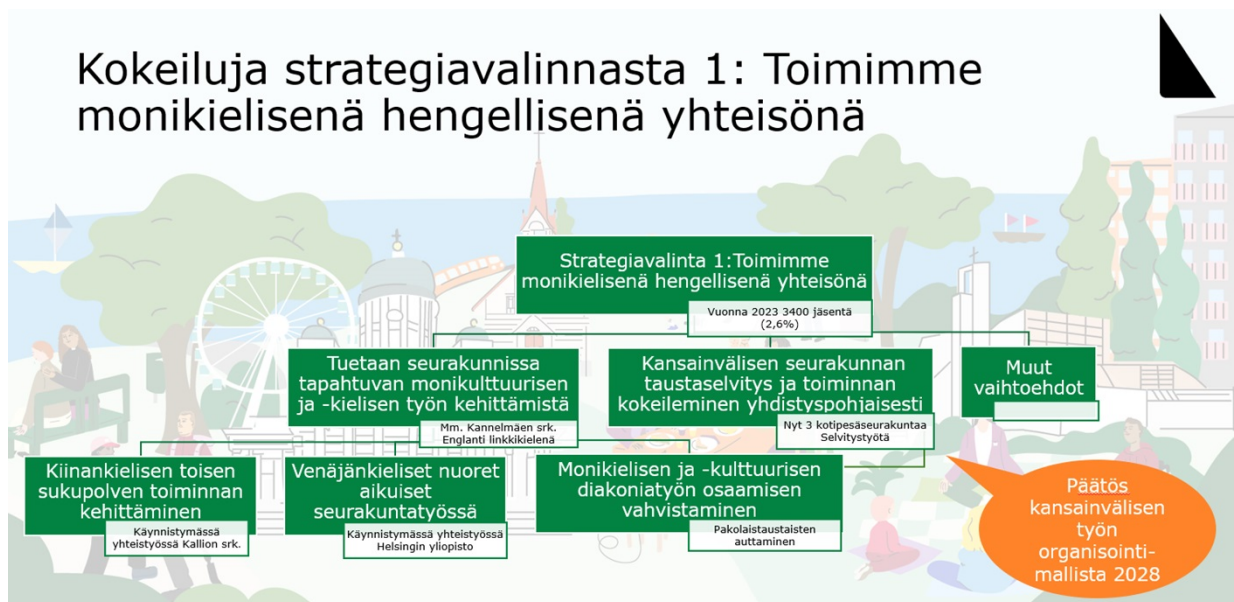 Kokeiluja strategiavalinnasta 1: Toimimme
monikielisenä hengellisenä yhteisönä
Strategiavalinta 1:Toimimme
monikielisenä hengellisenä yhteisönä
Vuonna 2023 3400 jäsentä
(2,6%)
Tuetaan seurakunnissa
tapahtuvan monikulttuurisen
ja -kielisen työn kehittämistä
Mm. Kannelmäen srk.
Englanti linkkikielenä
Kansainvälisen seurakunnan
taustaselvitys ja toiminnan
kokeileminen yhdistyspohjaisesti
Nyt 3 kotipesäseurakuntaa
Selvitystyötä
Muut
vaihtoehdot
Kiinankielisen toisen
sukupolven toiminnan
kehittäminen
Käynnistymässä
yhteistyössä Kallion srk.
Venäjänkieliset nuoret
aikuiset
seurakuntatyössä
Käynnistymässä yhteistyössä
Helsingin yliopisto
Monikielisen ja -kulttuurisen
diakoniatyön osaamisen
vahvistaminen
Pakolaistaustaisten
auttaminen
Päätös
kansainvälisen
työn
organisointi-
mallista 2028